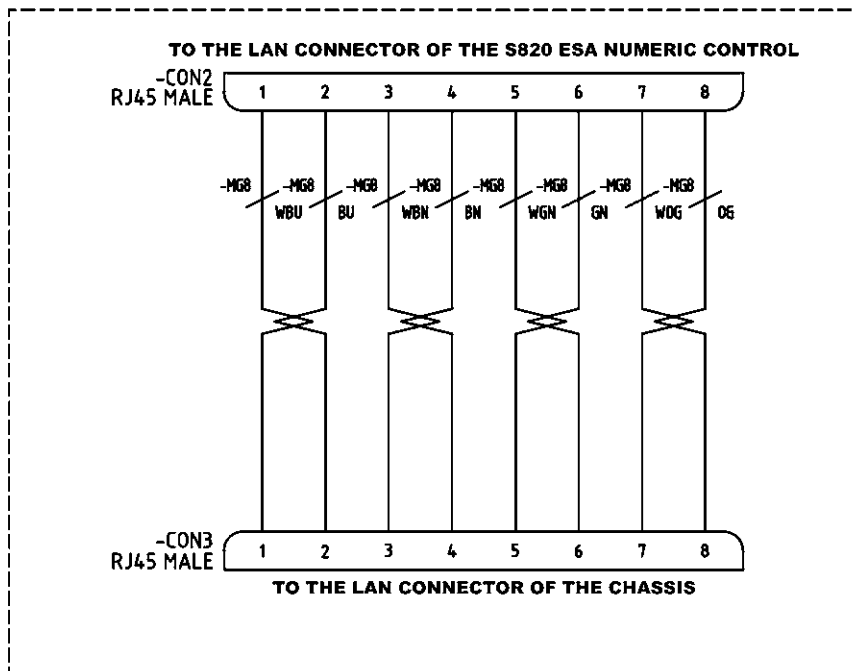 TO THE LAN CONNECTOR OF THE S820 ESA NUMERIC CONTROL
-CON2
RJ45 MALE
1 2 3 4 5 6 7 8
-MG8 -MG8 -MG8 -MG8 -MG8 -MG8 -MG8 -MG8
WBU BU WBN BN WGN GN WOG OG
-CON3
RJ45 MALE
1 2 3 4 5 6 7 8
TO THE LAN CONNECTOR OF THE CHASSIS